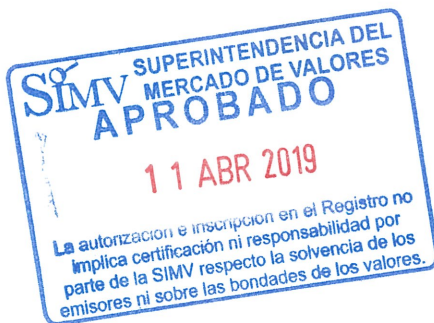 SIMV SUPERINTENDENCIA DEL
MERCADO DE VALORES
APROBADO
11 ABR 2019
La autorización e inscripción en el Registro no
implica certificación ni responsabilidad por
parte de la SIMV respecto la solvencia de los
emisores ni sobre las bondades de los valores.